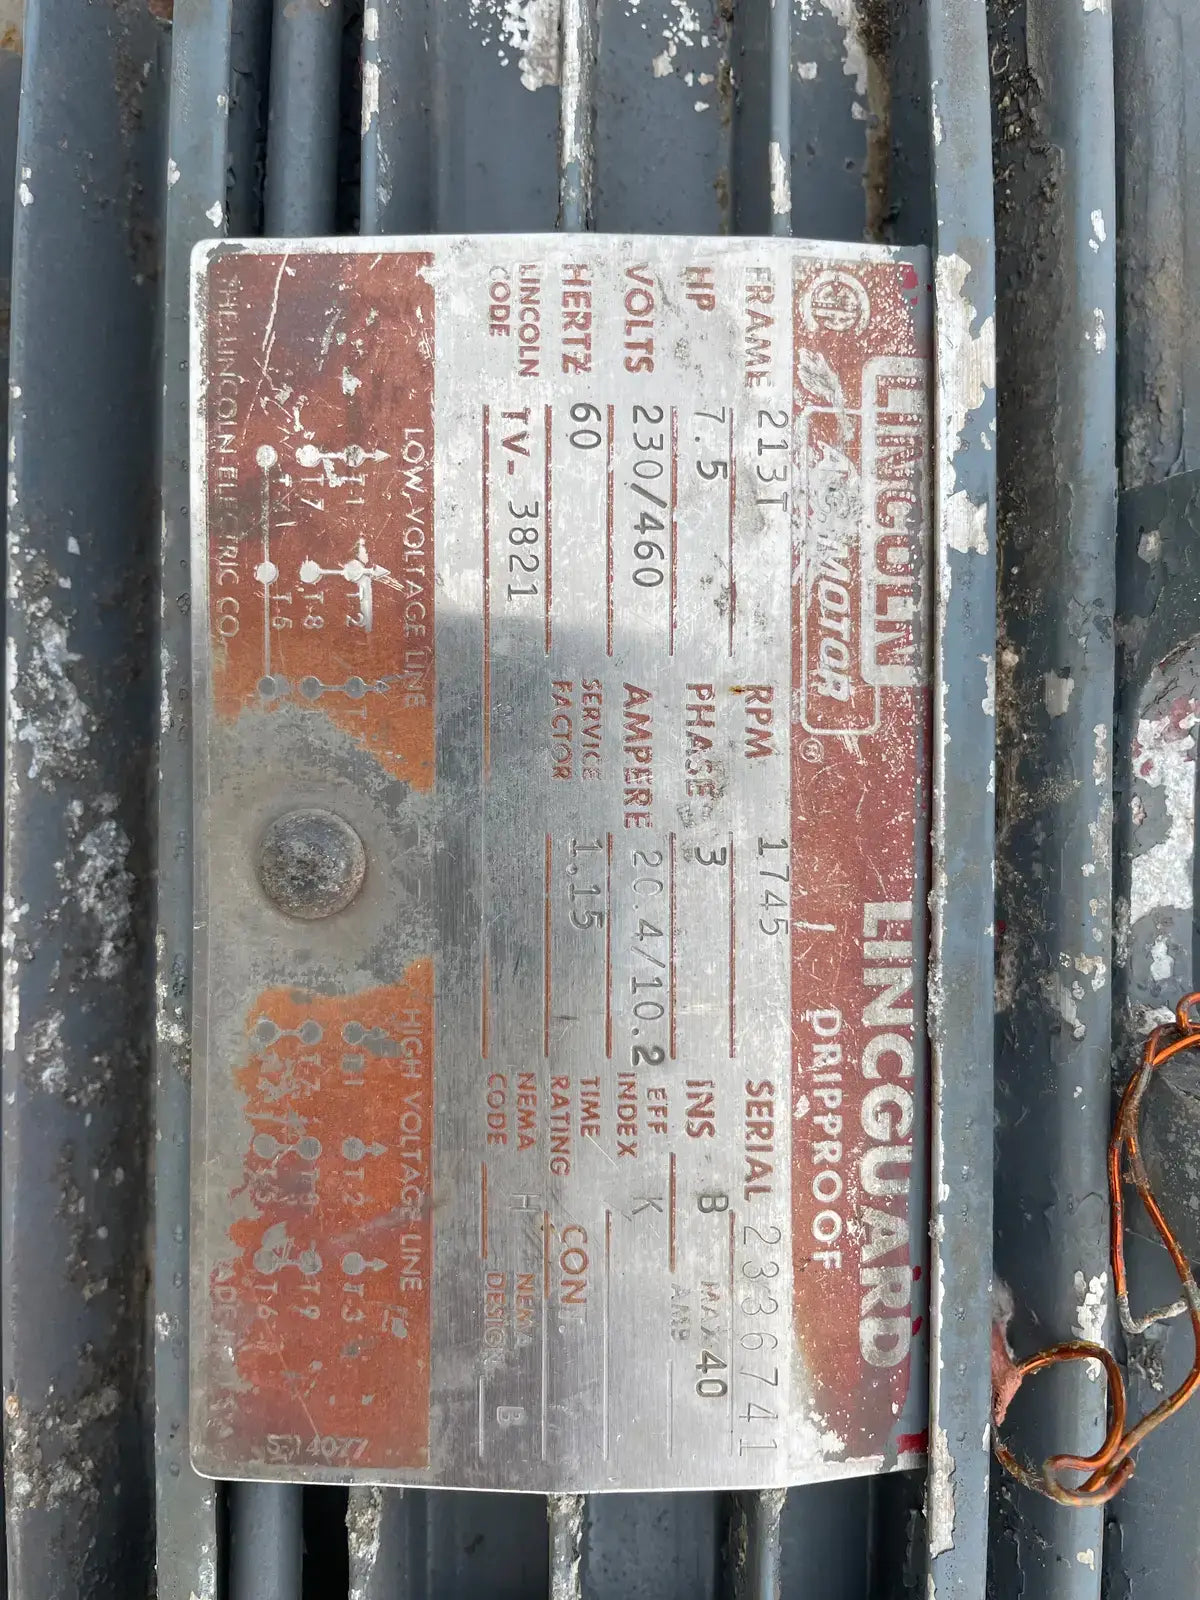 LINCOLN LINCGUARD
AC MOTOR ® DRIPPROOF
FRAME 213T RPM 1745 SERIAL 2336741
HP 7.5 PHASE 3 INS B MAX AMB 40
VOLTS 230/460 AMPERE 20.4/10.2 EFF INDEX K
HERTZ 60 SERVICE FACTOR 1.15 TIME RATING CON.
LINCOLN CODE TV- 3821 NEMA CODE H NEMA DESIGN B
LOW VOLTAGE LINE HIGH VOLTAGE LINE
T1 T2 T1 T2 T3
T7 T8 T9
T6 T6
THE LINCOLN ELECTRIC CO. S-14077